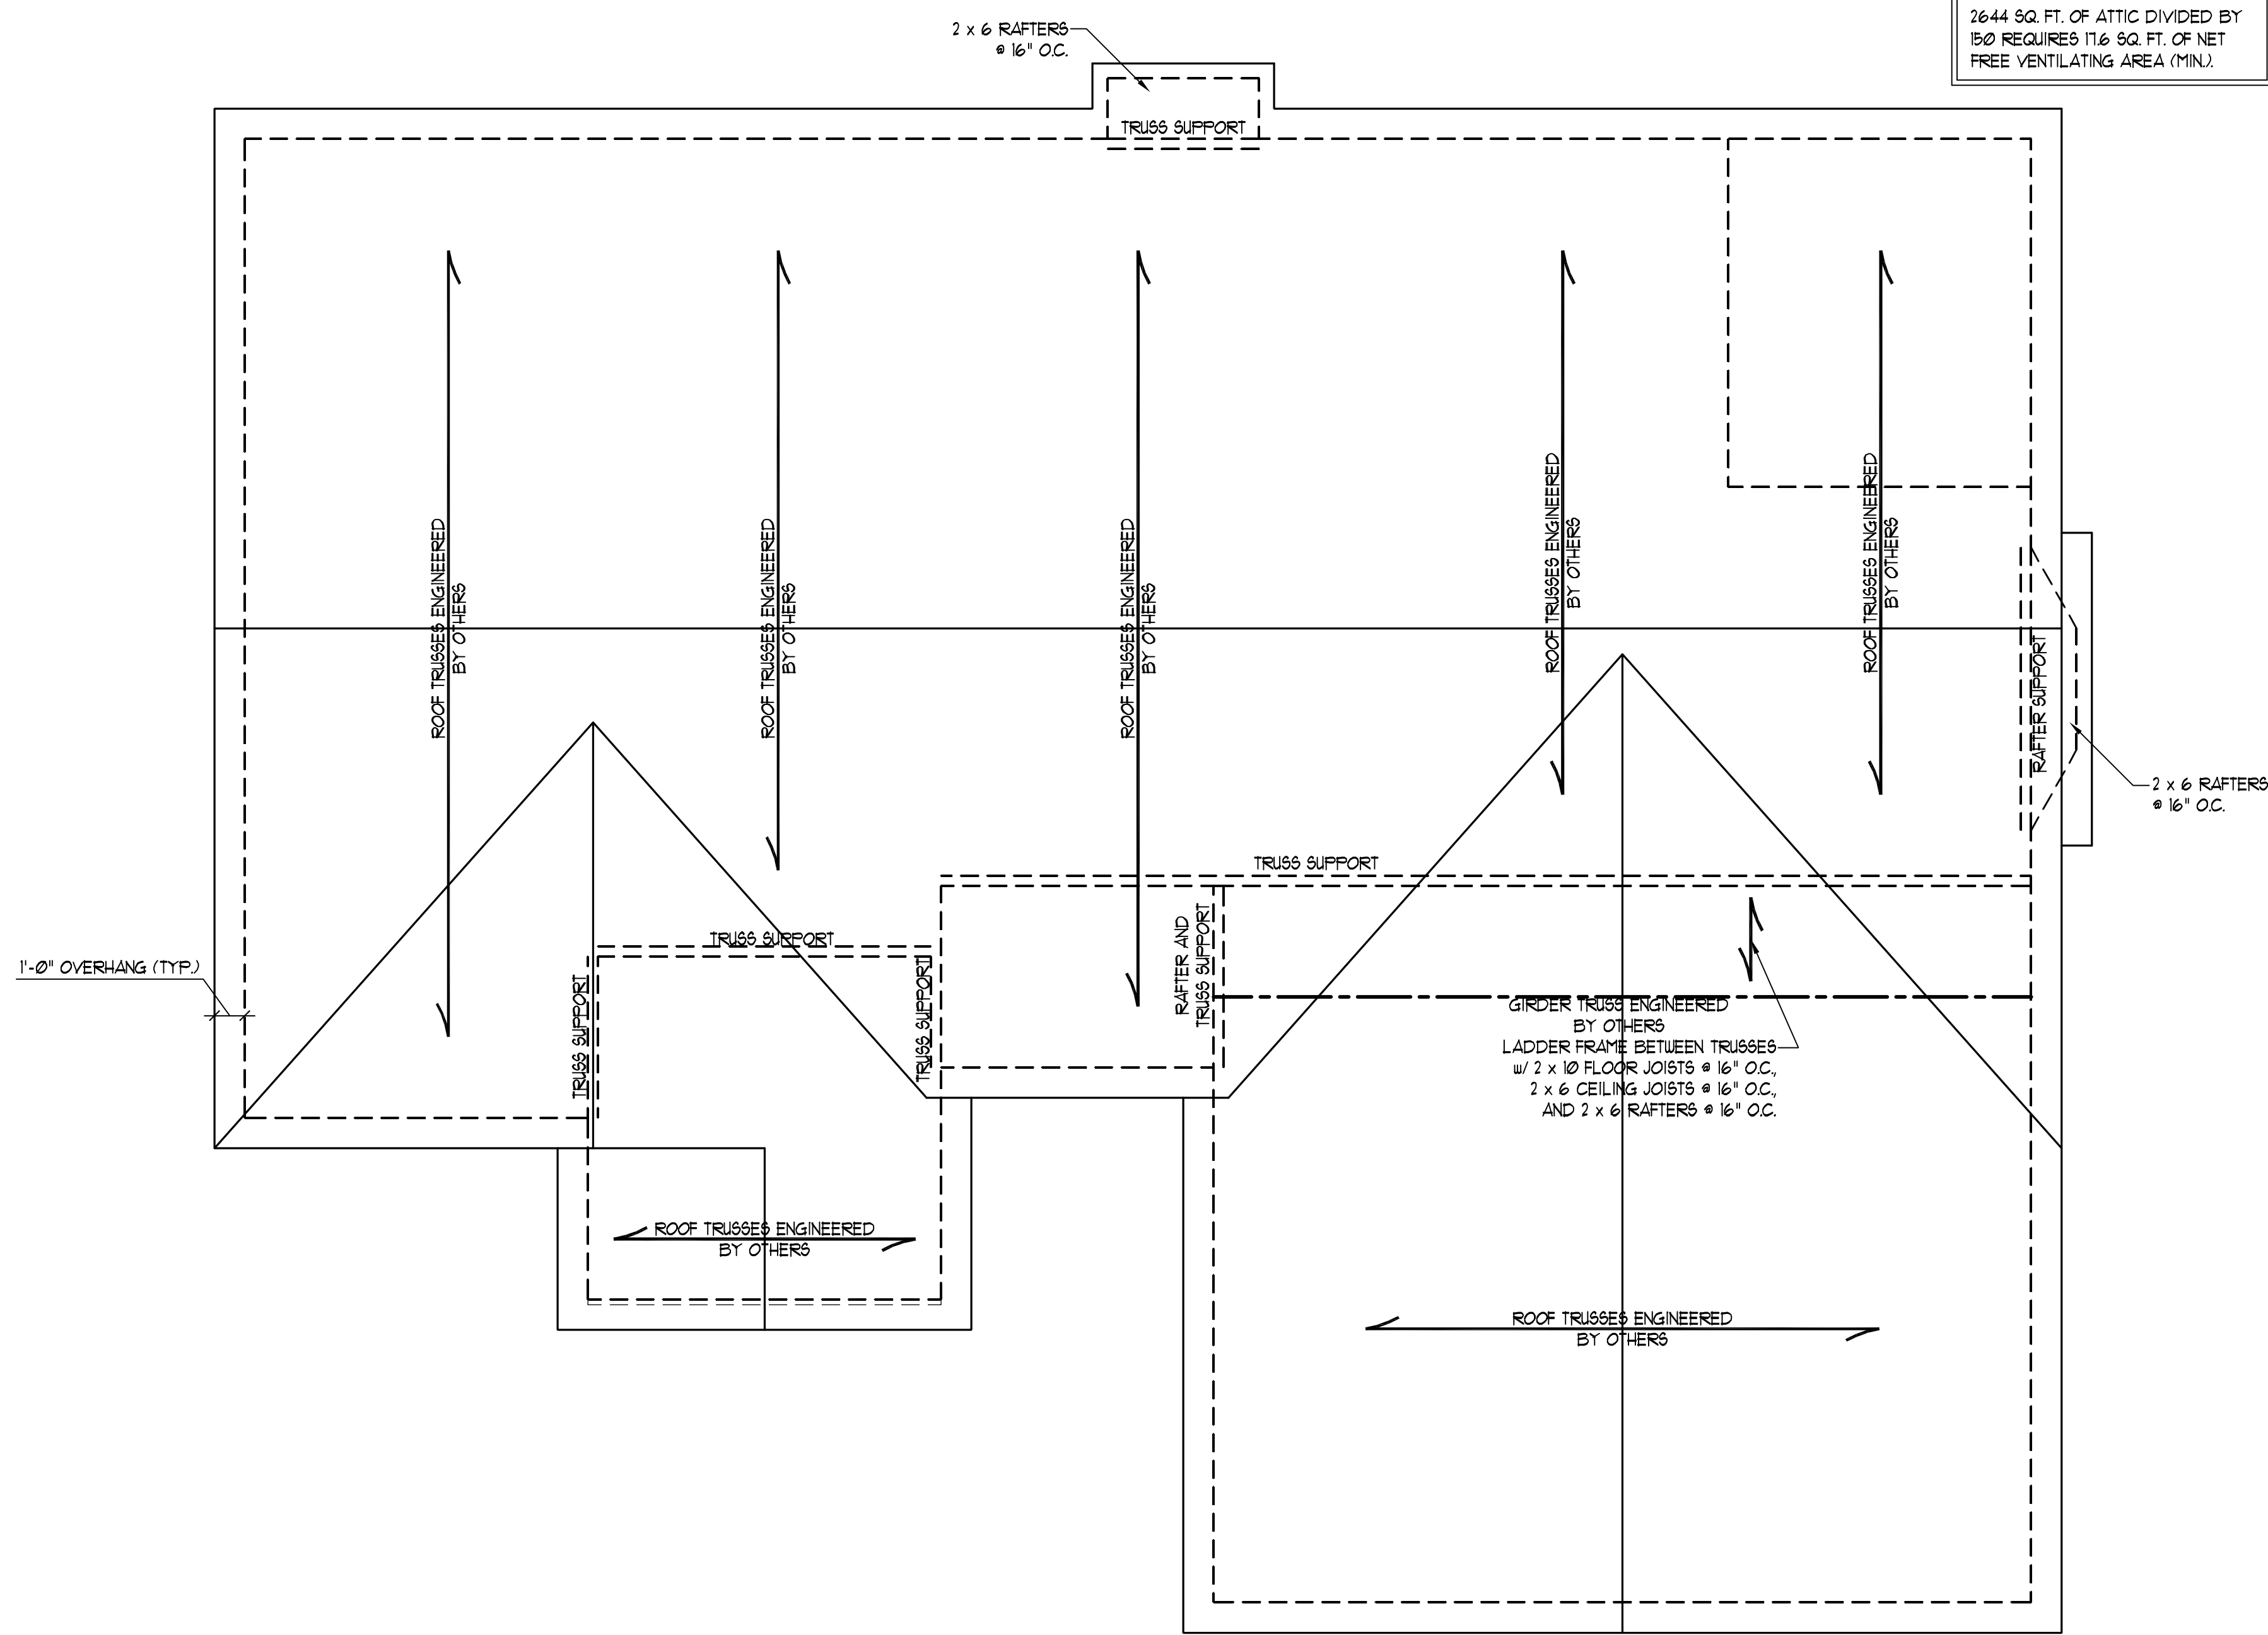 2644 SQ. FT. OF ATTIC DIVIDED BY
150 REQUIRES 17.6 SQ. FT. OF NET
FREE VENTILATING AREA (MIN.).
2 x 6 RAFTERS
@ 16" O.C.
TRUSS SUPPORT
ROOF TRUSSES ENGINEERED
BY OTHERS
ROOF TRUSSES ENGINEERED
BY OTHERS
ROOF TRUSSES ENGINEERED
BY OTHERS
ROOF TRUSSES ENGINEERED
BY OTHERS
ROOF TRUSSES ENGINEERED
BY OTHERS
RAFTER SUPPORT
2 x 6 RAFTERS
@ 16" O.C.
TRUSS SUPPORT
TRUSS SUPPORT
1'-0" OVERHANG (TYP.)
TRUSS SUPPORT
TRUSS SUPPORT
RAFTER AND
TRUSS SUPPORT
GIRDER TRUSS ENGINEERED
BY OTHERS
LADDER FRAME BETWEEN TRUSSES
w/ 2 x 10 FLOOR JOISTS @ 16" O.C.,
2 x 6 CEILING JOISTS @ 16" O.C.,
AND 2 x 6 RAFTERS @ 16" O.C.
ROOF TRUSSES ENGINEERED
BY OTHERS
ROOF TRUSSES ENGINEERED
BY OTHERS